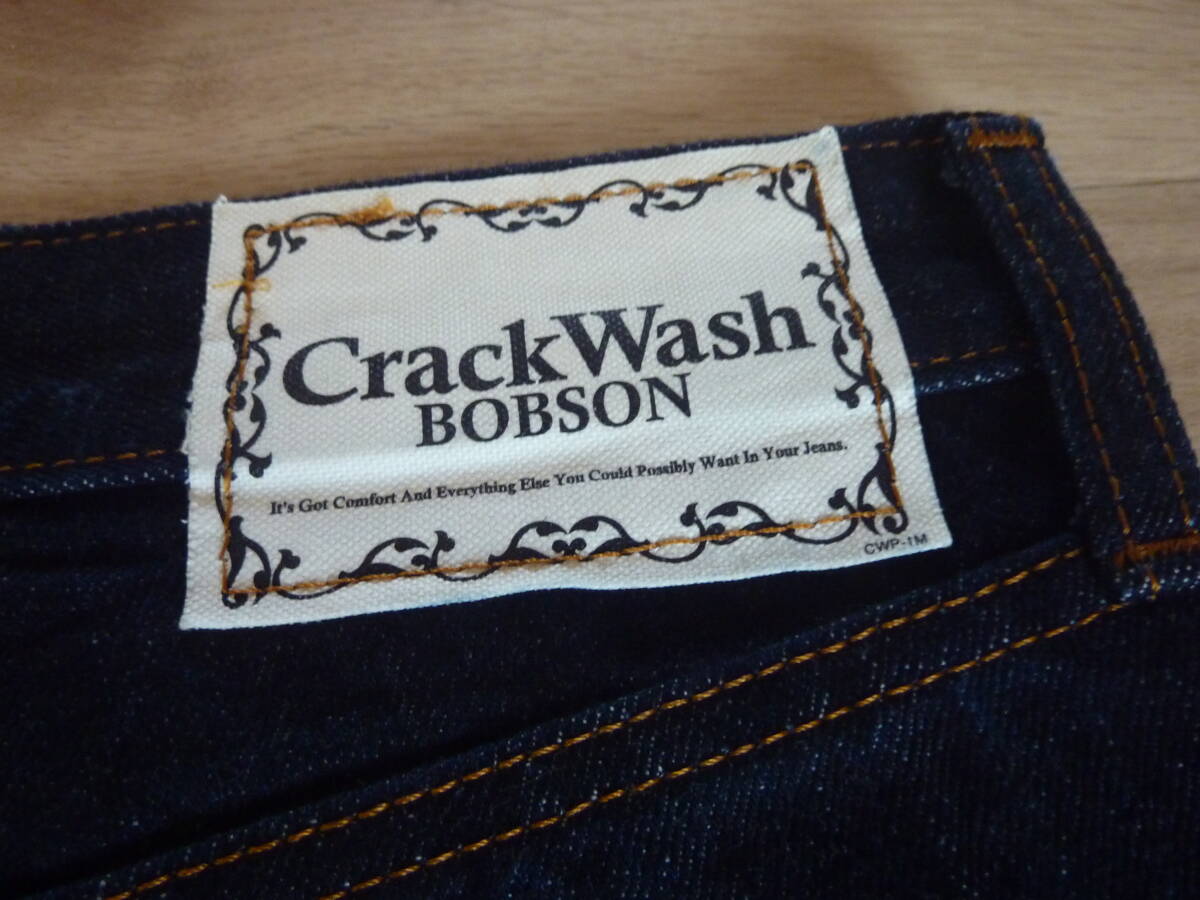 CrackWash
BOBSON
It's Got Comfort And Everything Else You Could Possibly Want In Your Jeans.
CWP-1M